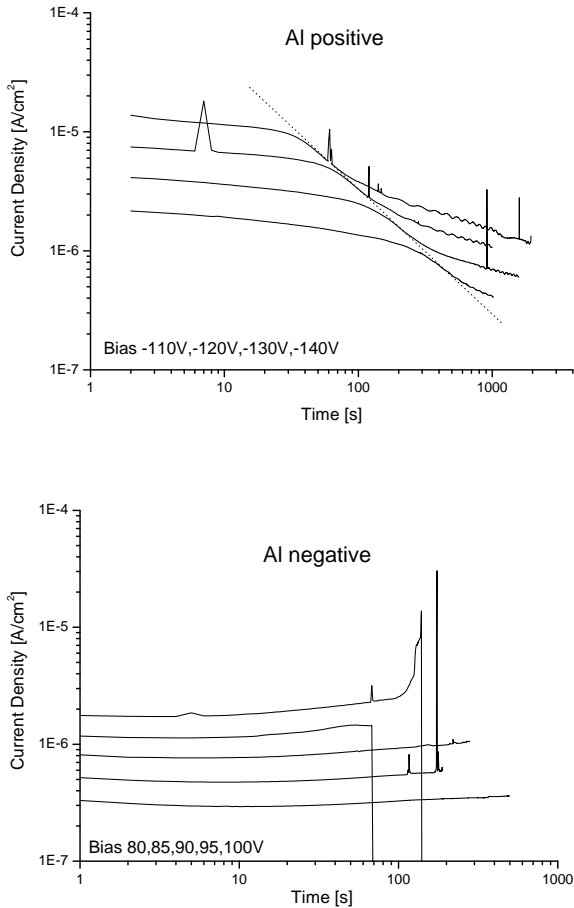 1E-4
Al positive
1E-5
1E-6
1E-7
Current Density [A/cm²]
Bias -110V,-120V,-130V,-140V
1 10 100 1000
Time [s]
1E-4
Al negative
1E-5
1E-6
1E-7
Current Density [A/cm²]
Bias 80,85,90,95,100V
1 10 100 1000
Time [s]